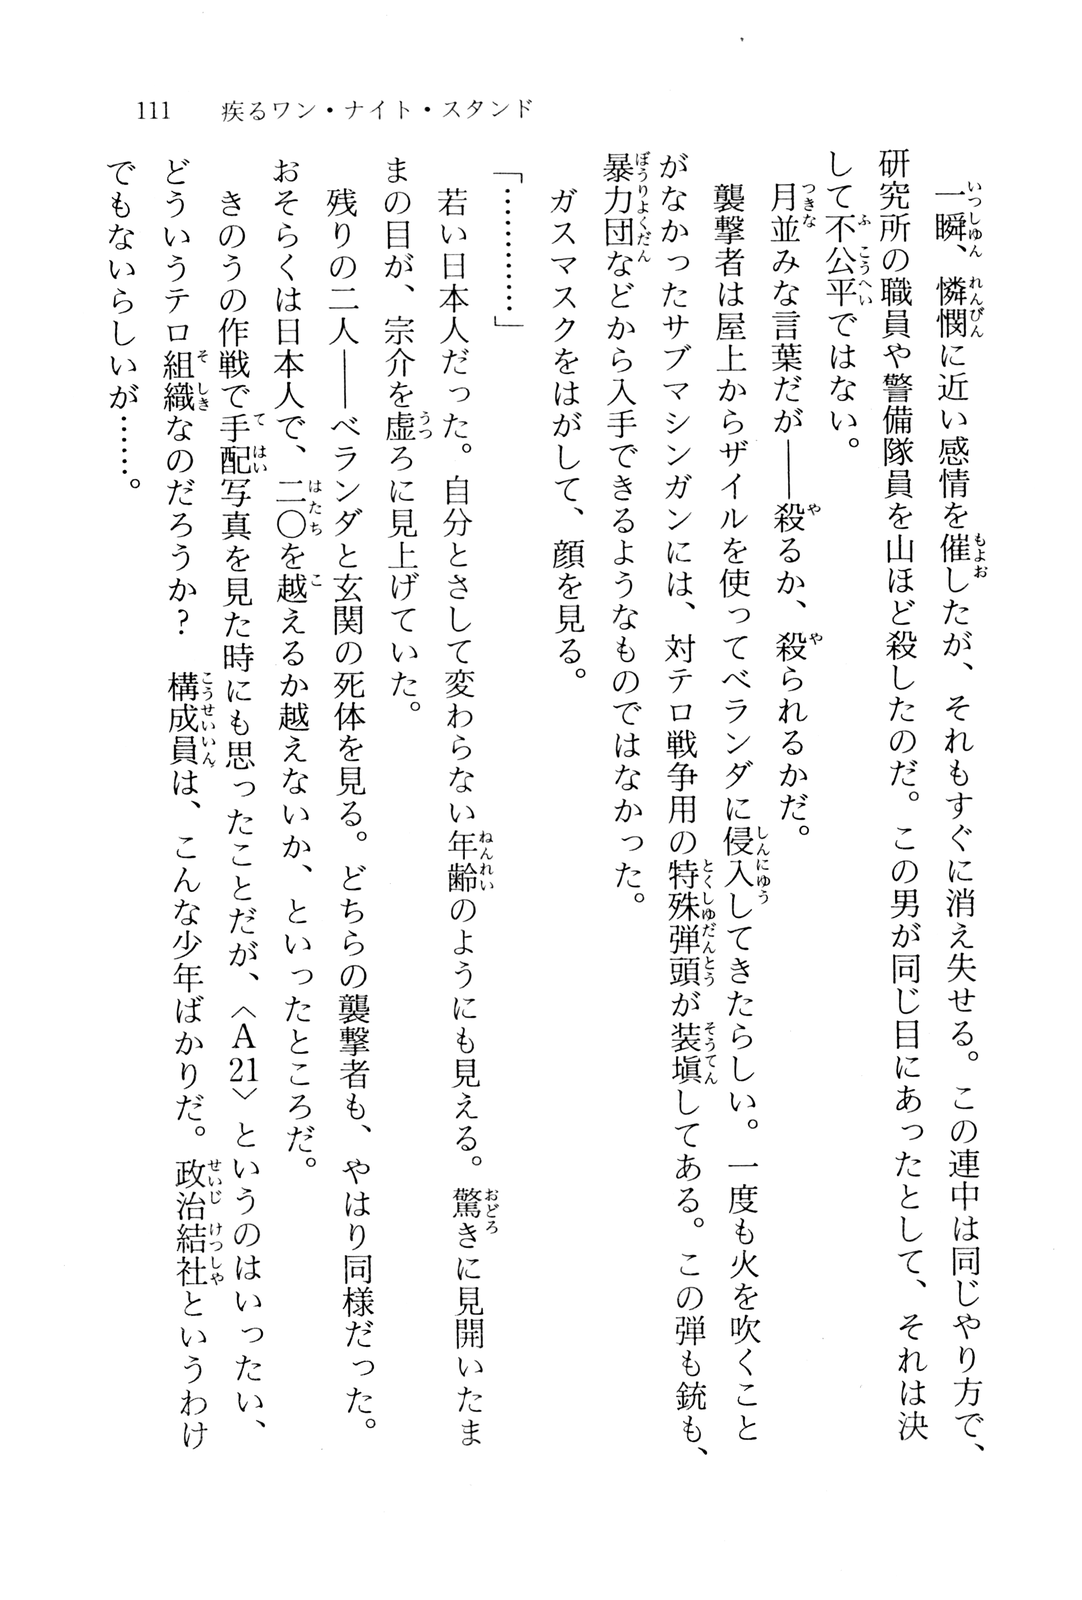 111　疾るワン・ナイト・スタンド
一瞬、憐憫に近い感情を催したが、それもすぐに消え失せる。この連中は同じやり方で、
研究所の職員や警備隊員を山ほど殺したのだ。この男が同じ目にあったとして、それは決
して不公平ではない。
月並みな言葉だが――殺るか、殺られるかだ。
襲撃者は屋上からザイルを使ってベランダに侵入してきたらしい。一度も火を吹くこと
がなかったサブマシンガンには、対テロ戦争用の特殊弾頭が装塡してある。この弾も銃も、
暴力団などから入手できるようなものではなかった。
ガスマスクをはがして、顔を見る。
「…………」
若い日本人だった。自分とさして変わらない年齢のようにも見える。驚きに見開いたま
まの目が、宗介を虚ろに見上げていた。
残りの二人――ベランダと玄関の死体を見る。どちらの襲撃者も、やはり同様だった。
おそらくは日本人で、二〇を越えるか越えないか、といったところだ。
きのうの作戦で手配写真を見た時にも思ったことだが、〈A21〉というのはいったい、
どういうテロ組織なのだろうか？　構成員は、こんな少年ばかりだ。政治結社というわけ
でもないらしいが……。